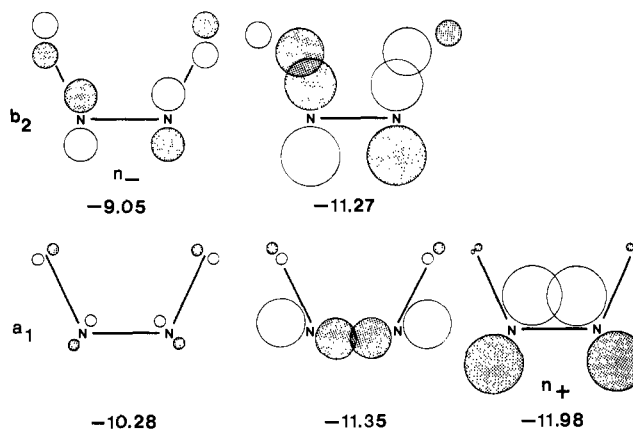 b₂
N N N N
n₋
-9.05 -11.27
a₁
N N N N N N
n₊
-10.28 -11.35 -11.98